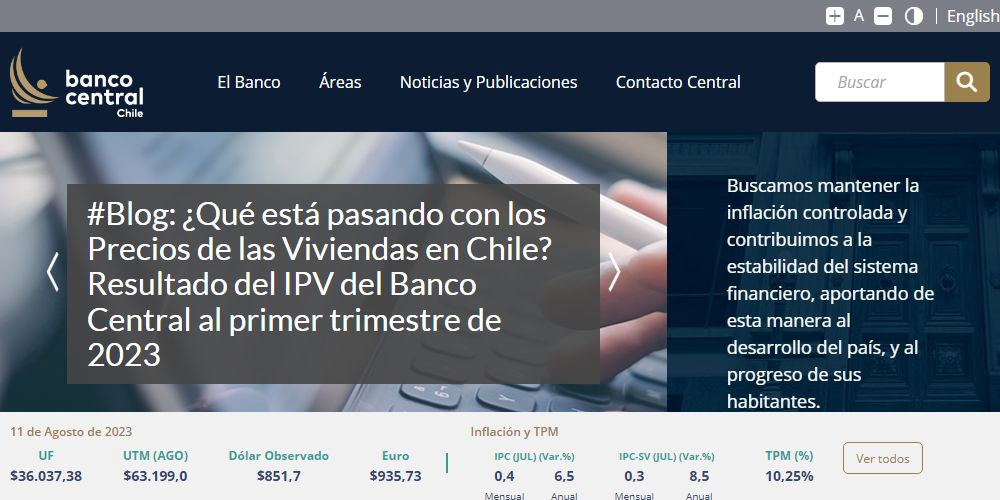 A English
banco
central
Chile
El Banco Áreas Noticias y Publicaciones Contacto Central
Buscar
#Blog: ¿Qué está pasando con los
Precios de las Viviendas en Chile?
Resultado del IPV del Banco
Central al primer trimestre de
2023
Buscamos mantener la
inflación controlada y
contribuimos a la
estabilidad del sistema
financiero, aportando de
esta manera al
desarrollo del país, y al
progreso de sus
habitantes.
11 de Agosto de 2023 Inflación y TPM
UF UTM (AGO) Dólar Observado Euro IPC (JUL) (Var.%) IPC-SV (JUL) (Var.%) TPM (%)
$36.037,38 $63.199,0 $851,7 $935,73 0,4 6,5 0,3 8,5 10,25%
Mensual Anual Mensual Anual
Ver todos